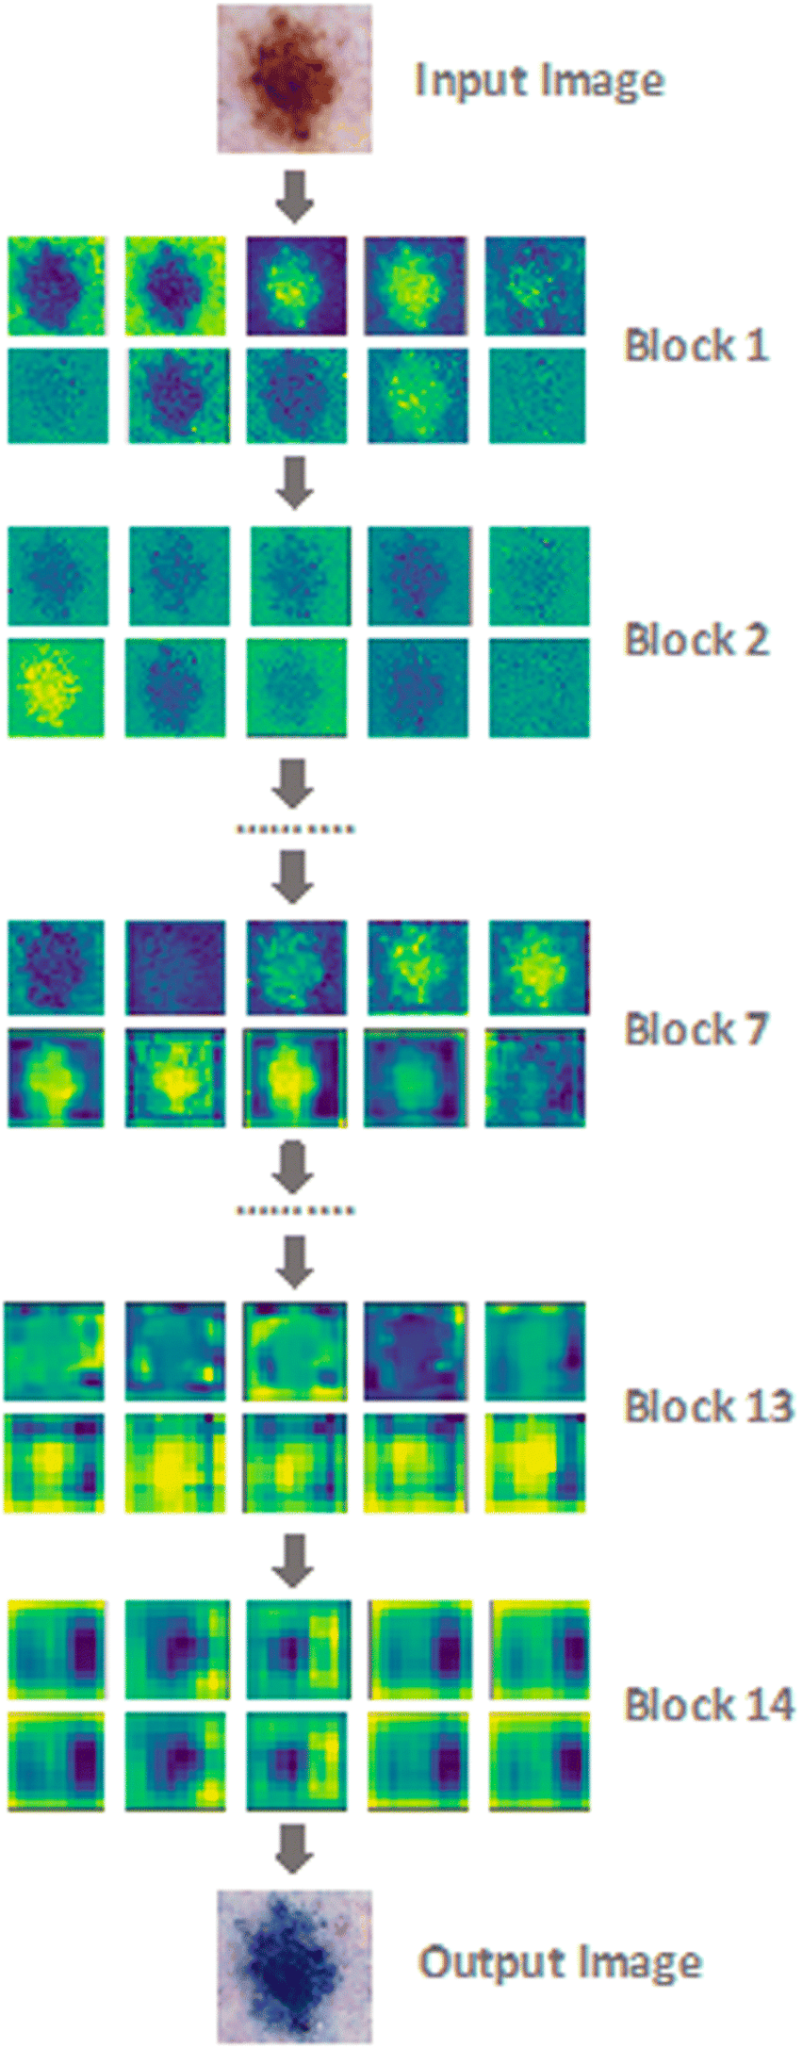 Input Image
Block 1
Block 2
Block 7
Block 13
Block 14
Output Image